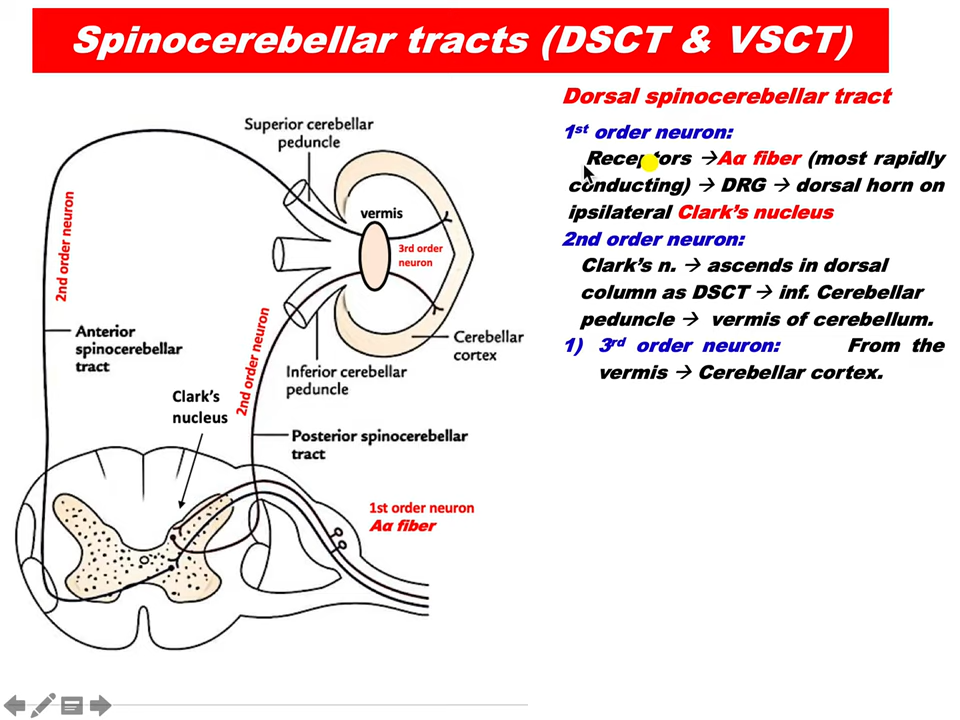 Spinocerebellar tracts (DSCT & VSCT)
Dorsal spinocerebellar tract
1st order neuron:
Receptors →Aα fiber (most rapidly
conducting) → DRG → dorsal horn on
ipsilateral Clark’s nucleus
2nd order neuron:
Clark’s n. → ascends in dorsal
column as DSCT → inf. Cerebellar
peduncle → vermis of cerebellum.
1) 3rd order neuron: From the
vermis → Cerebellar cortex.
Superior cerebellar
peduncle
vermis
3rd order
neuron
2nd order neuron
Anterior
spinocerebellar
tract
2nd order neuron
Cerebellar
cortex
Inferior cerebellar
peduncle
Clark’s
nucleus
Posterior spinocerebellar
tract
1st order neuron
Aα fiber